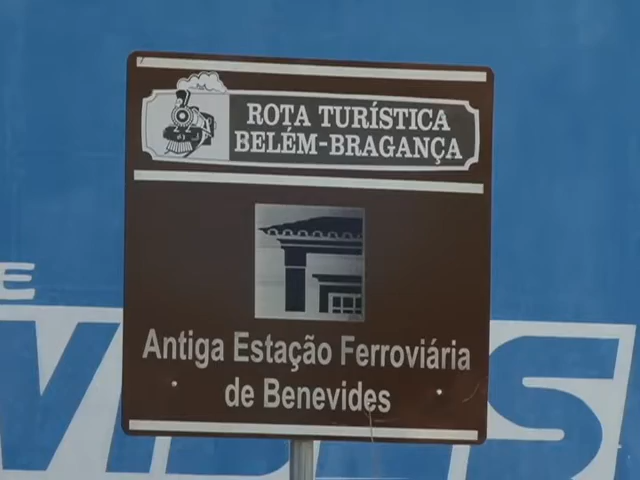 ROTA TURÍSTICA
BELÉM-BRAGANÇA
Antiga Estação Ferroviária
de Benevides
E